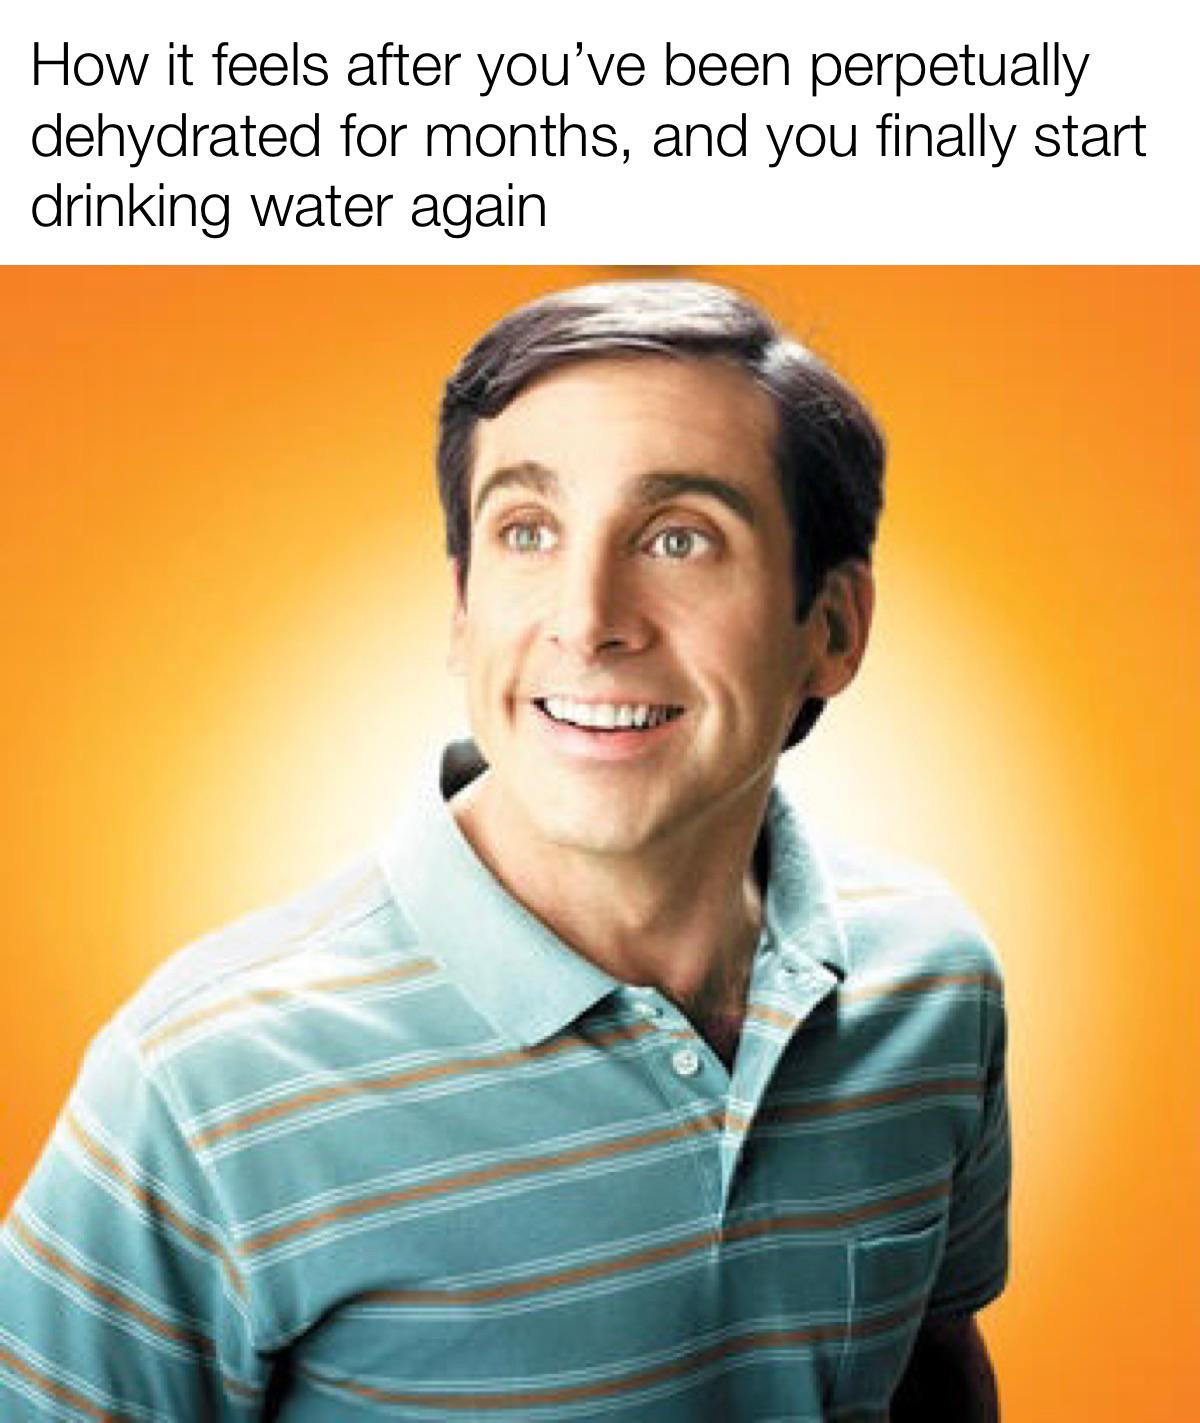 How it feels after you’ve been perpetually
dehydrated for months, and you finally start
drinking water again